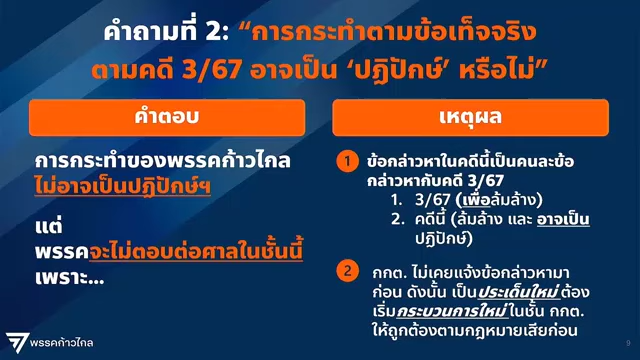 คำถามที่ 2: “การกระทำตามข้อเท็จจริง
ตามคดี 3/67 อาจเป็น ‘ปฏิปักษ์’ หรือไม่”
คำตอบ
การกระทำของพรรคก้าวไกล
ไม่อาจเป็นปฏิปักษ์ฯ
แต่
พรรคจะไม่ตอบต่อศาลในชั้นนี้
เพราะ...
เหตุผล
1 ข้อกล่าวหาในคดีนี้เป็นคนละข้อ
กล่าวหากับคดี 3/67
1. 3/67 (เพื่อล้มล้าง)
2. คดีนี้ (ล้มล้าง และ อาจเป็น
ปฏิปักษ์)
2 กกต. ไม่เคยแจ้งข้อกล่าวหามา
ก่อน ดังนั้น เป็นประเด็นใหม่ ต้อง
เริ่มกระบวนการใหม่ ในชั้น กกต.
ให้ถูกต้องตามกฎหมายเสียก่อน
พรรคก้าวไกล
9